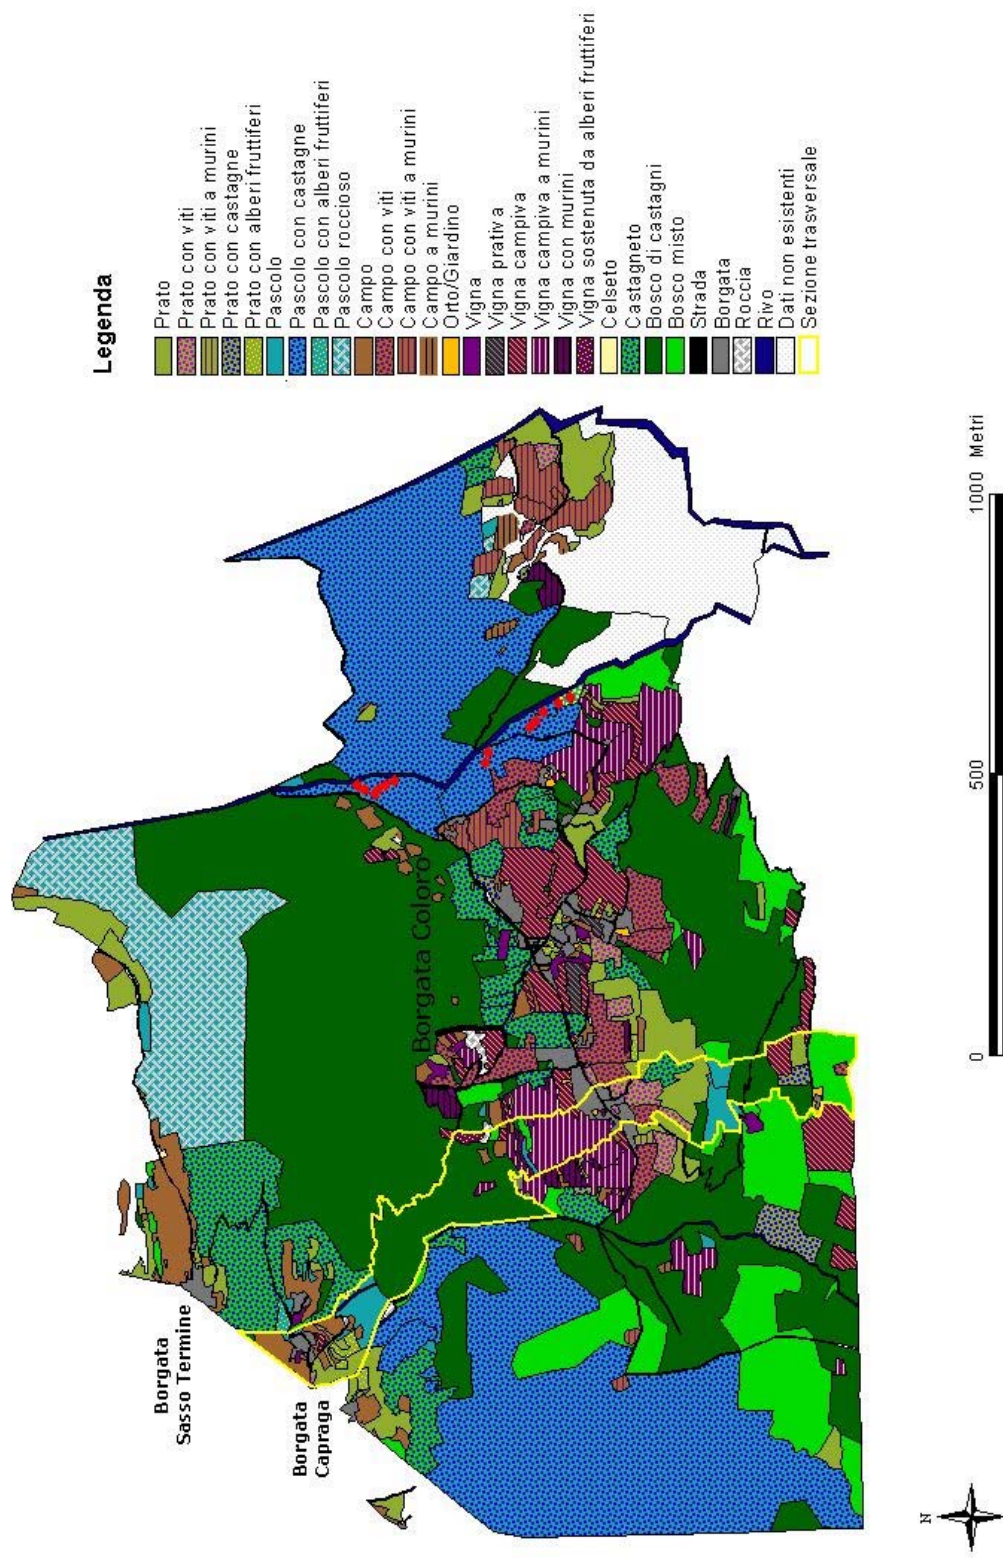 Legenda
Prato
Prato con viti
Prato con viti a murini
Prato con castagne
Prato con alberi fruttiferi
Pascolo
Pascolo con castagne
Pascolo con alberi fruttiferi
Pascolo roccioso
Campo
Campo con viti
Campo con viti a murini
Campo a murini
Orto/Giardino
Vigna
Vigna prativa
Vigna campiva
Vigna campiva a murini
Vigna con murini
Vigna sostenuta da alberi fruttiferi
Celseto
Castagneto
Bosco di castagni
Bosco misto
Strada
Borgata
Roccia
Rivo
Dati non esistenti
Sezione trasversale
Borgata
Sasso Termine
Borgata
Capraga
Borgata Coloro
N
0 500 1000 Metri